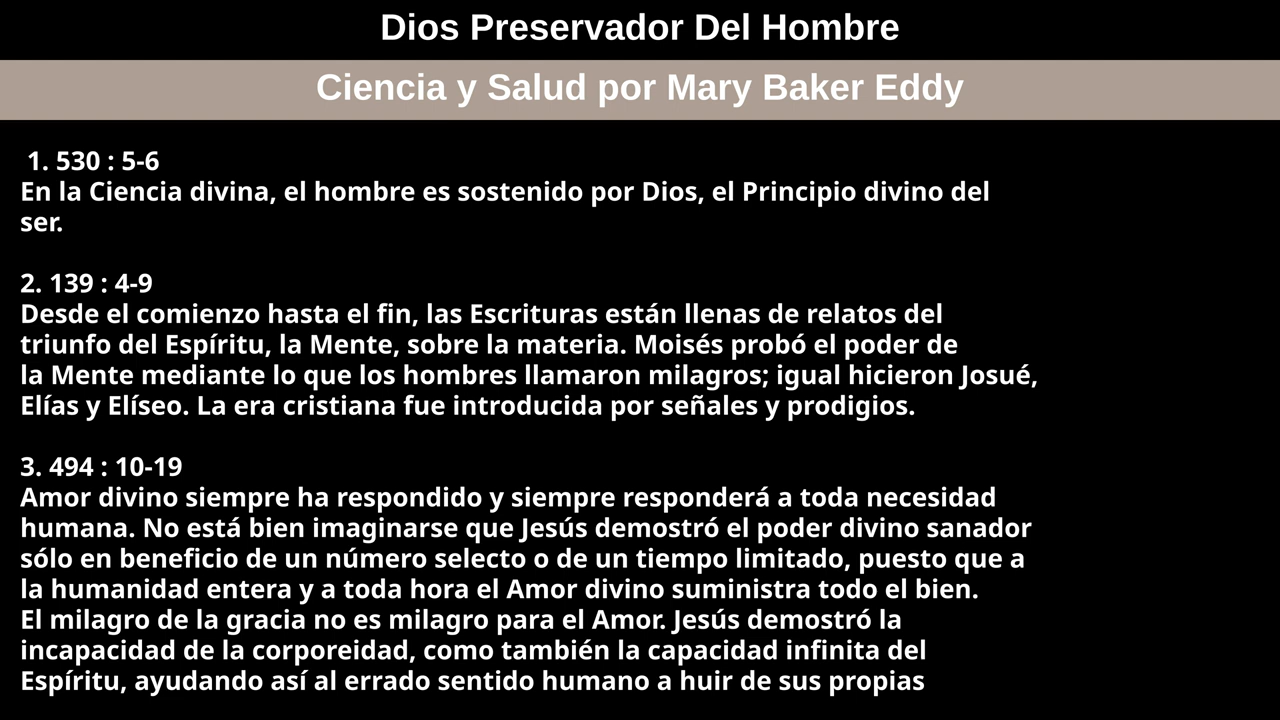 Dios Preservador Del Hombre
Ciencia y Salud por Mary Baker Eddy
1. 530 : 5-6
En la Ciencia divina, el hombre es sostenido por Dios, el Principio divino del
ser.
2. 139 : 4-9
Desde el comienzo hasta el fin, las Escrituras están llenas de relatos del
triunfo del Espíritu, la Mente, sobre la materia. Moisés probó el poder de
la Mente mediante lo que los hombres llamaron milagros; igual hicieron Josué,
Elías y Elíseo. La era cristiana fue introducida por señales y prodigios.
3. 494 : 10-19
Amor divino siempre ha respondido y siempre responderá a toda necesidad
humana. No está bien imaginarse que Jesús demostró el poder divino sanador
sólo en beneficio de un número selecto o de un tiempo limitado, puesto que a
la humanidad entera y a toda hora el Amor divino suministra todo el bien.
El milagro de la gracia no es milagro para el Amor. Jesús demostró la
incapacidad de la corporeidad, como también la capacidad infinita del
Espíritu, ayudando así al errado sentido humano a huir de sus propias